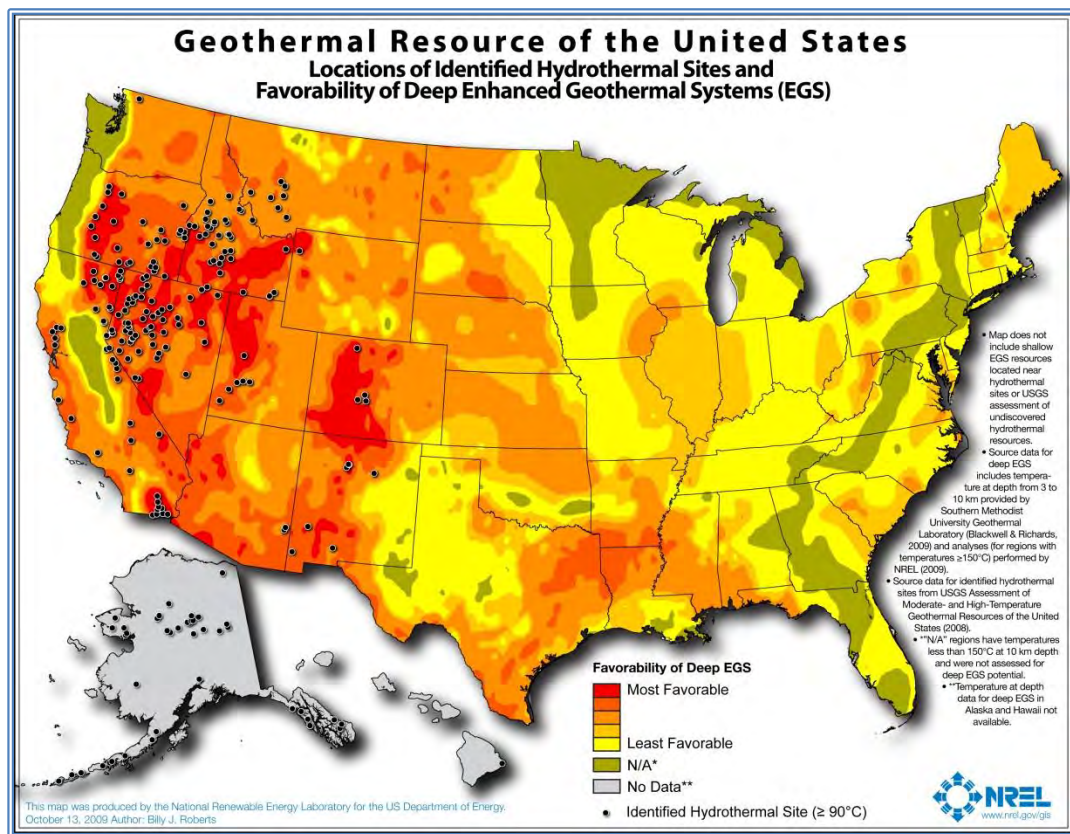 Geothermal Resource of the United States
Locations of Identified Hydrothermal Sites and
Favorability of Deep Enhanced Geothermal Systems (EGS)
• Map does not
include shallow
EGS resources
located near
hydrothermal
sites or USGS
assessment of
undiscovered
hydrothermal
resources.
• Source data for
deep EGS
includes tempera-
ture at depth from 3 to
10 km provided by
Southern Methodist
University Geothermal
Laboratory (Blackwell & Richards,
2009) and analyses (for regions with
temperatures ≥150°C) performed by
NREL (2009).
• Source data for identified hydrothermal
sites from USGS Assessment of
Moderate- and High-Temperature
Geothermal Resources of the United
States (2008).
• *"N/A" regions have temperatures
less than 150°C at 10 km depth
and were not assessed for
deep EGS potential.
• **Temperature at depth
data for deep EGS in
Alaska and Hawaii not
available.
Favorability of Deep EGS
Most Favorable
Least Favorable
N/A*
No Data**
Identified Hydrothermal Site (≥ 90°C)
This map was produced by the National Renewable Energy Laboratory for the US Department of Energy.
October 13, 2009 Author: Billy J. Roberts
NREL
www.nrel.gov/gis